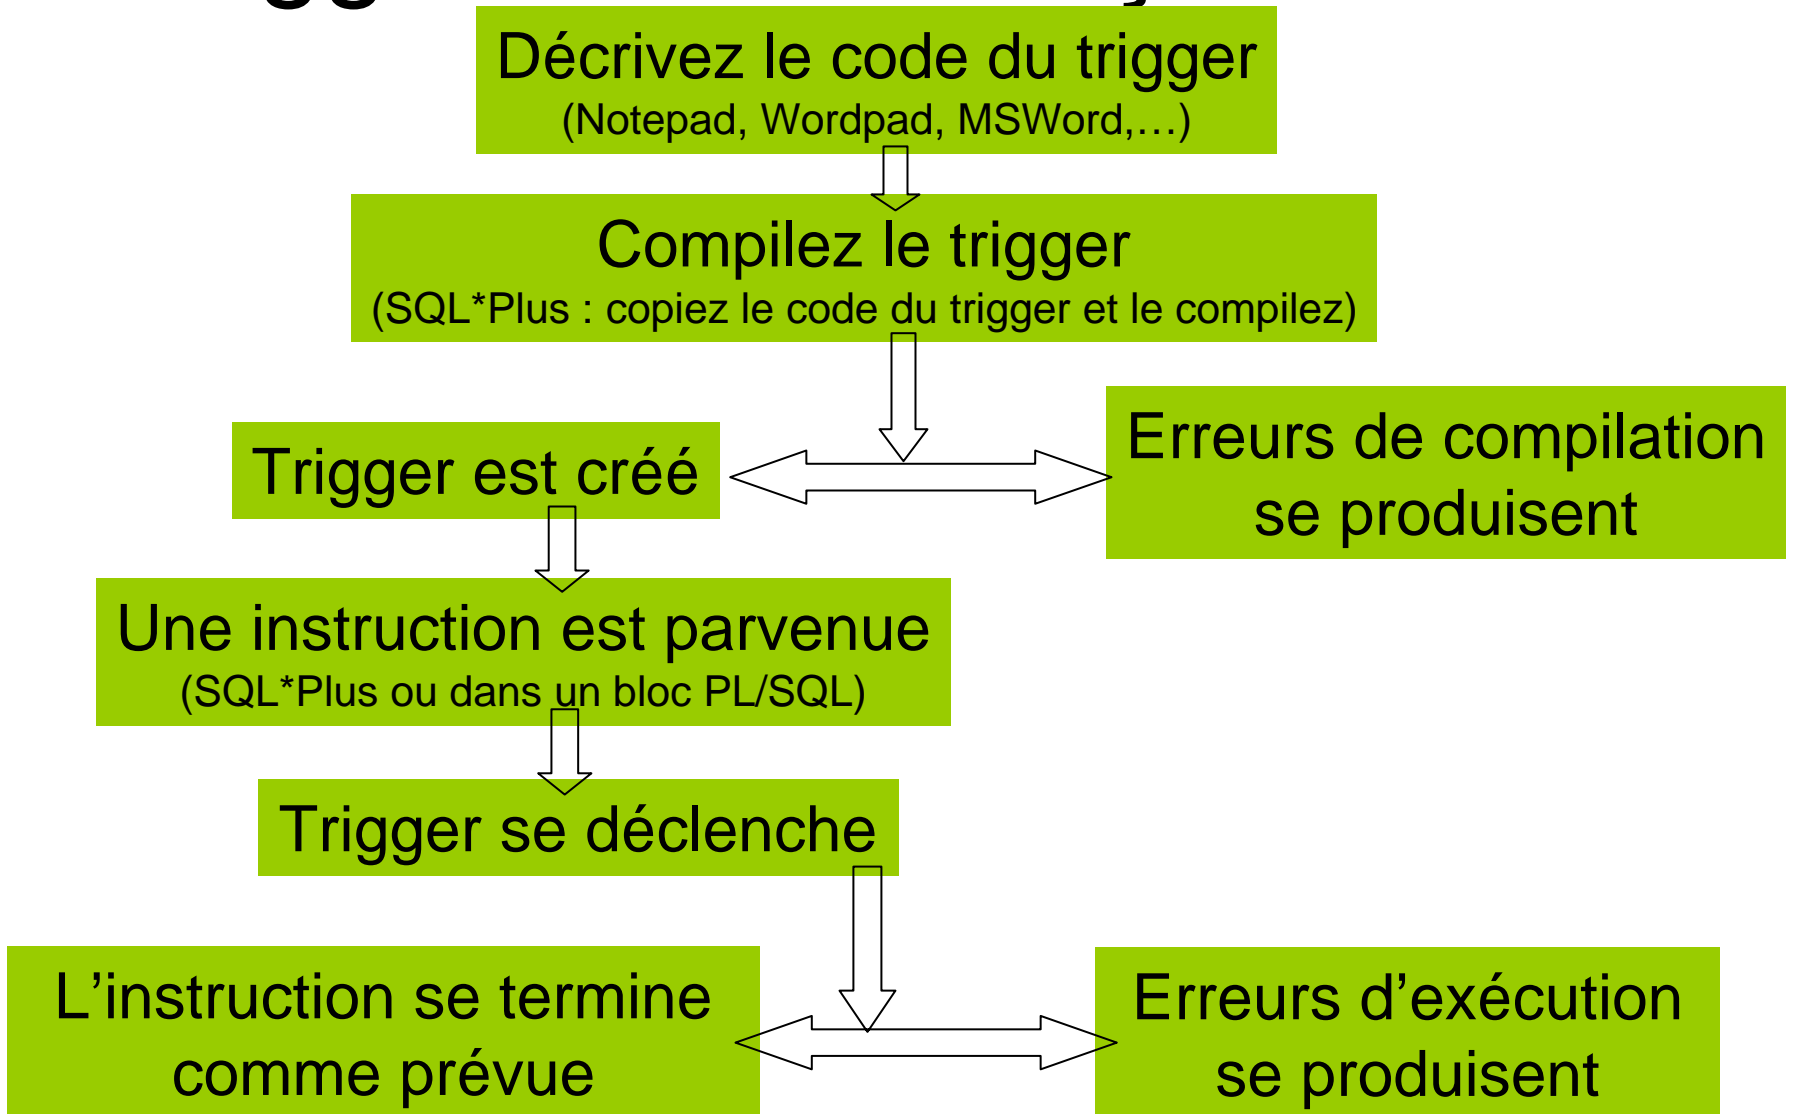 Décrivez le code du trigger
(Notepad, Wordpad, MSWord,…)
Compilez le trigger
(SQL*Plus : copiez le code du trigger et le compilez)
Trigger est créé
Erreurs de compilation
se produisent
Une instruction est parvenue
(SQL*Plus ou dans un bloc PL/SQL)
Trigger se déclenche
L’instruction se termine
comme prévue
Erreurs d’exécution
se produisent